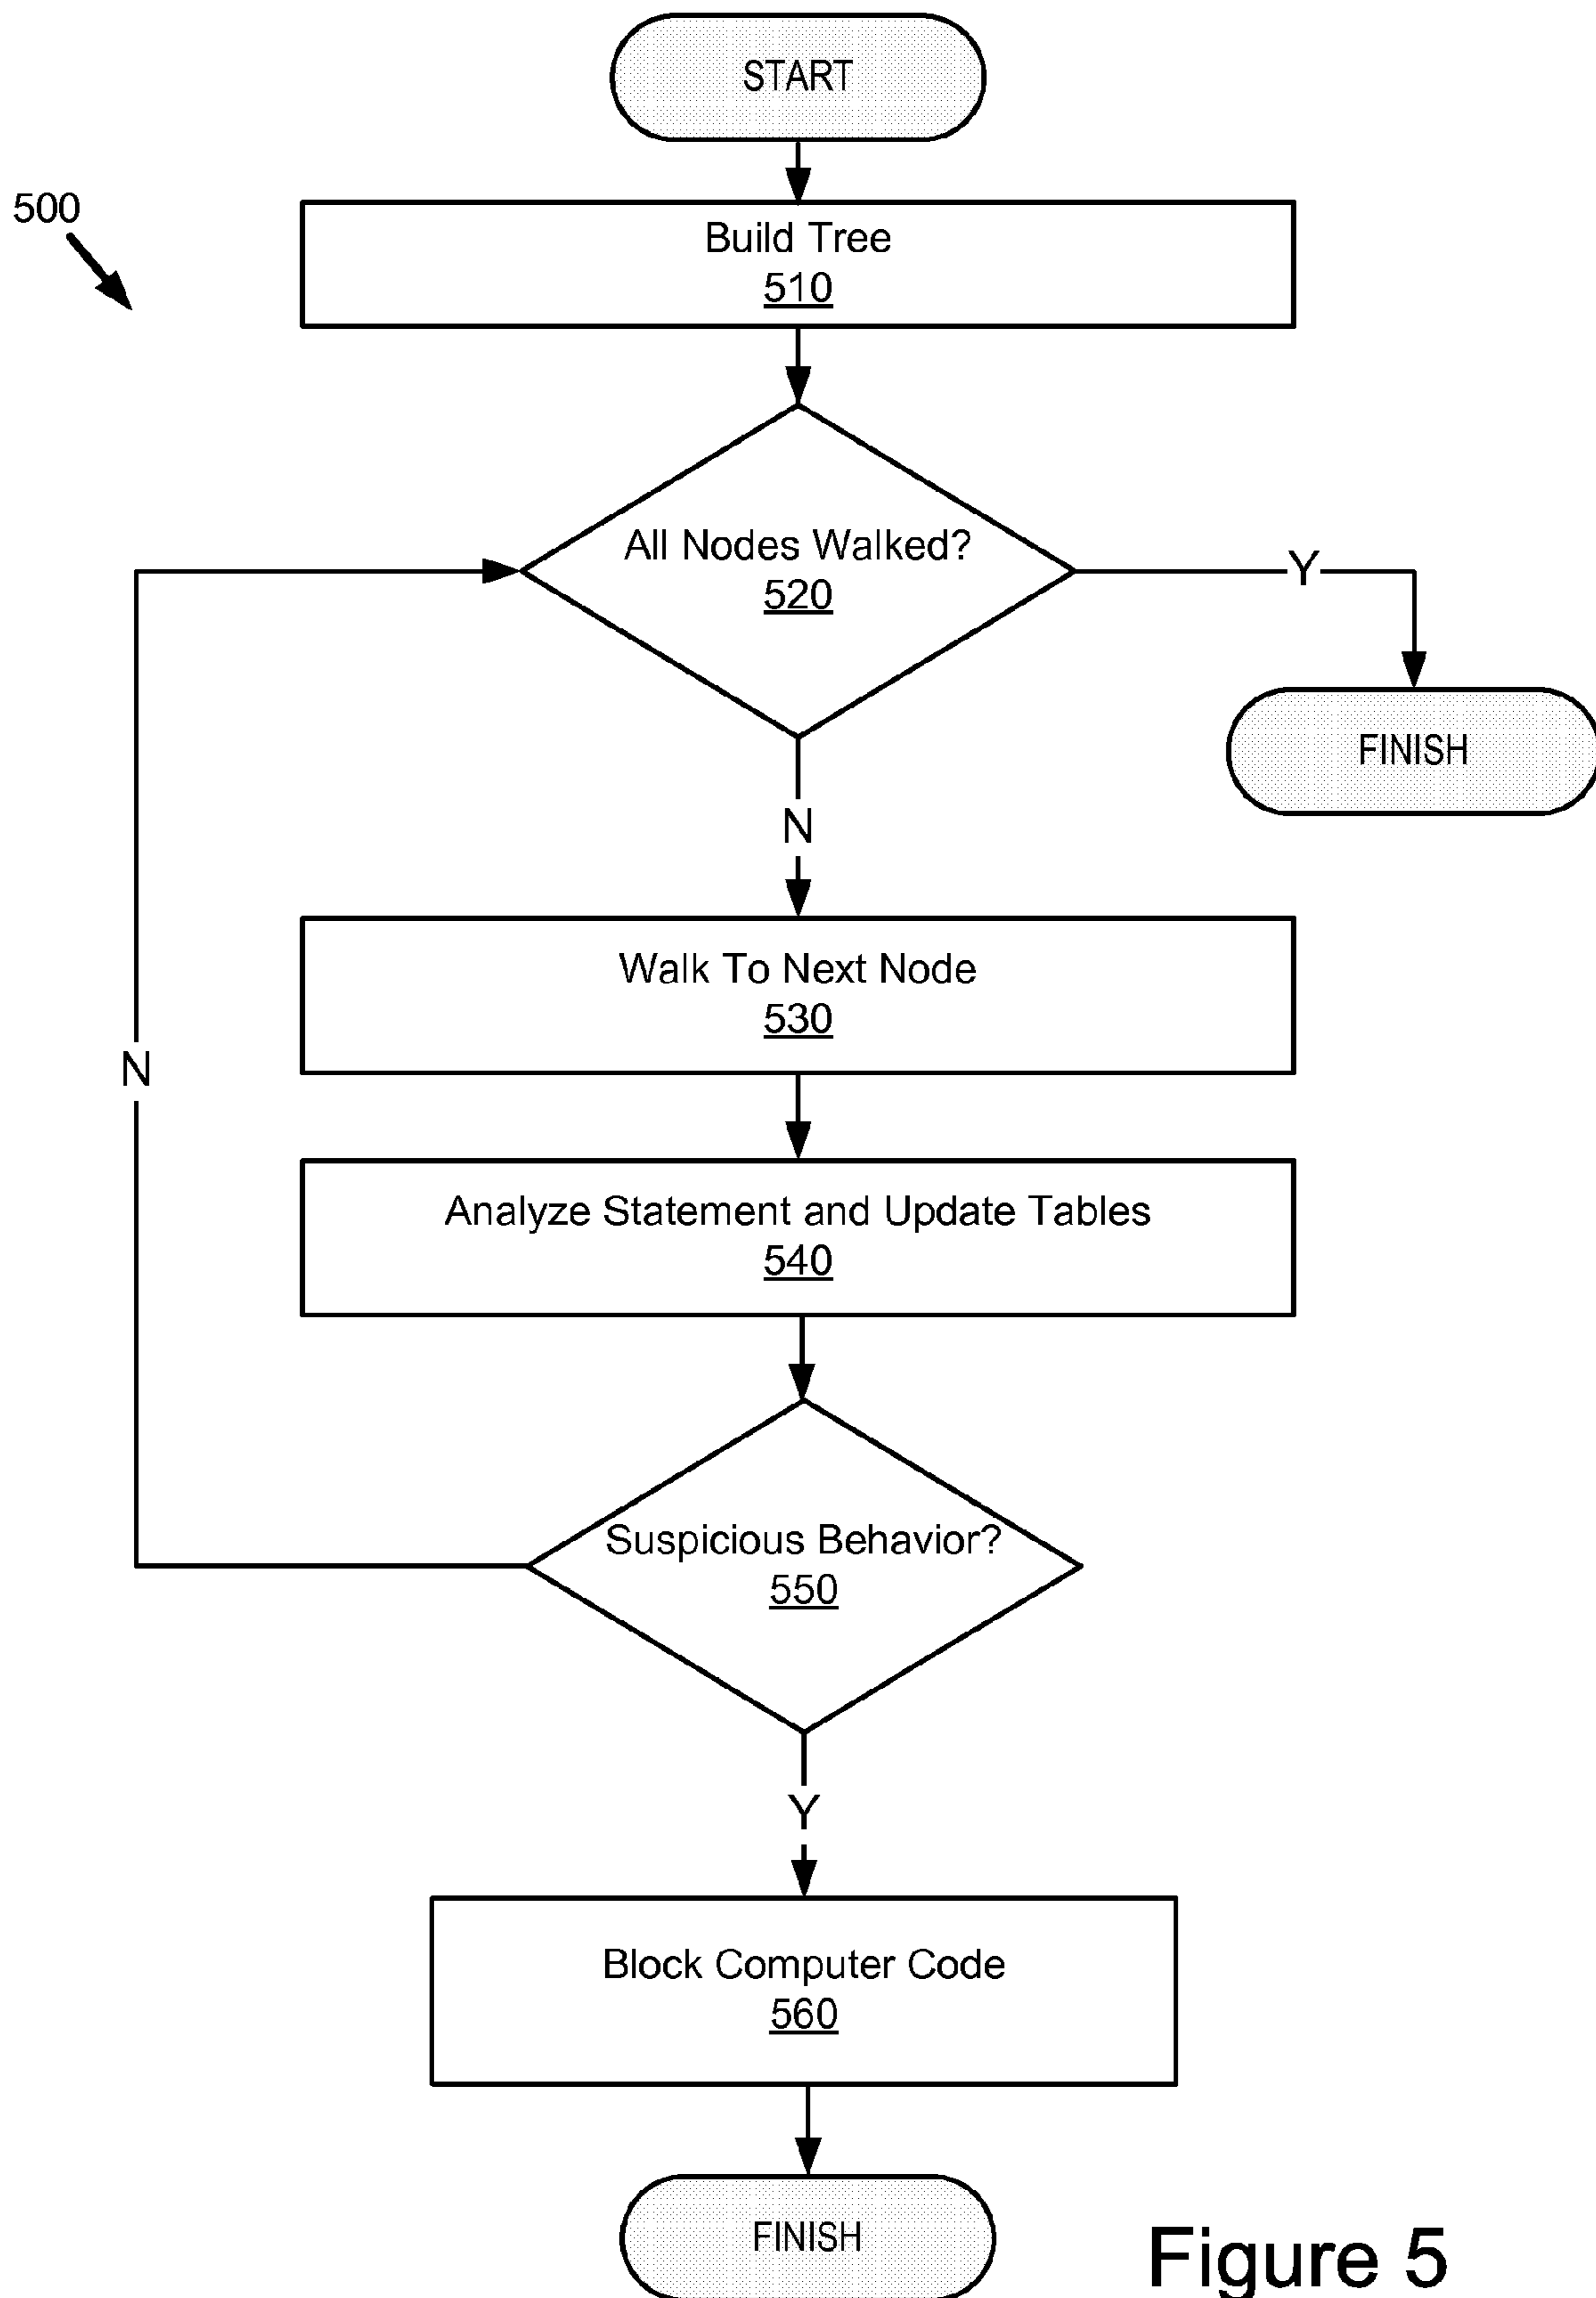 START
500
Build Tree
510
All Nodes Walked?
520
Y
FINISH
N
Walk To Next Node
530
N
Analyze Statement and Update Tables
540
Suspicious Behavior?
550
Y
Block Computer Code
560
FINISH
Figure 5